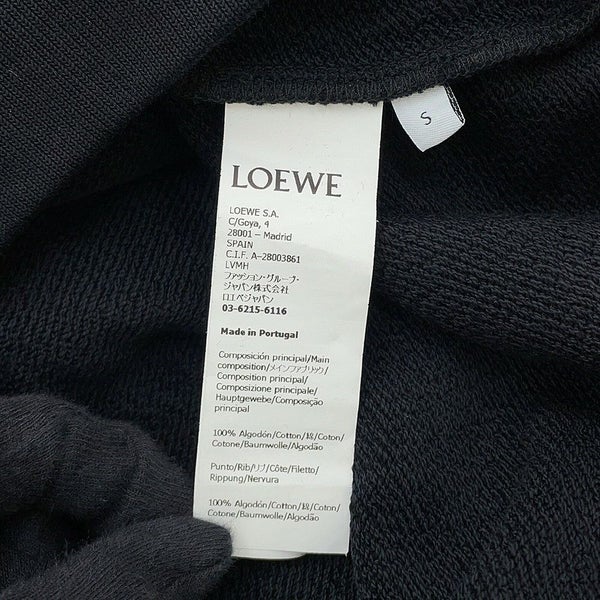 S
LOEWE
LOEWE S.A.
C/Goya, 4
28001 – Madrid
SPAIN
C.I.F. A-28003861
LVMH
ファッション・グループ・
ジャパン株式会社
ロエベジャパン
03-6215-6116
Made in Portugal
Composición principal/Main
composition/メインファブリック/
Composition principal/
Composizione principale/
Hauptgewebe/Composição
principal
100% Algodón/Cotton/綿/Coton/
Cotone/Baumwolle/Algodão
Punto/Rib/リブ/Côte/Filetto/
Rippung/Nervura
100% Algodón/Cotton/綿/Coton/
Cotone/Baumwolle/Algodão